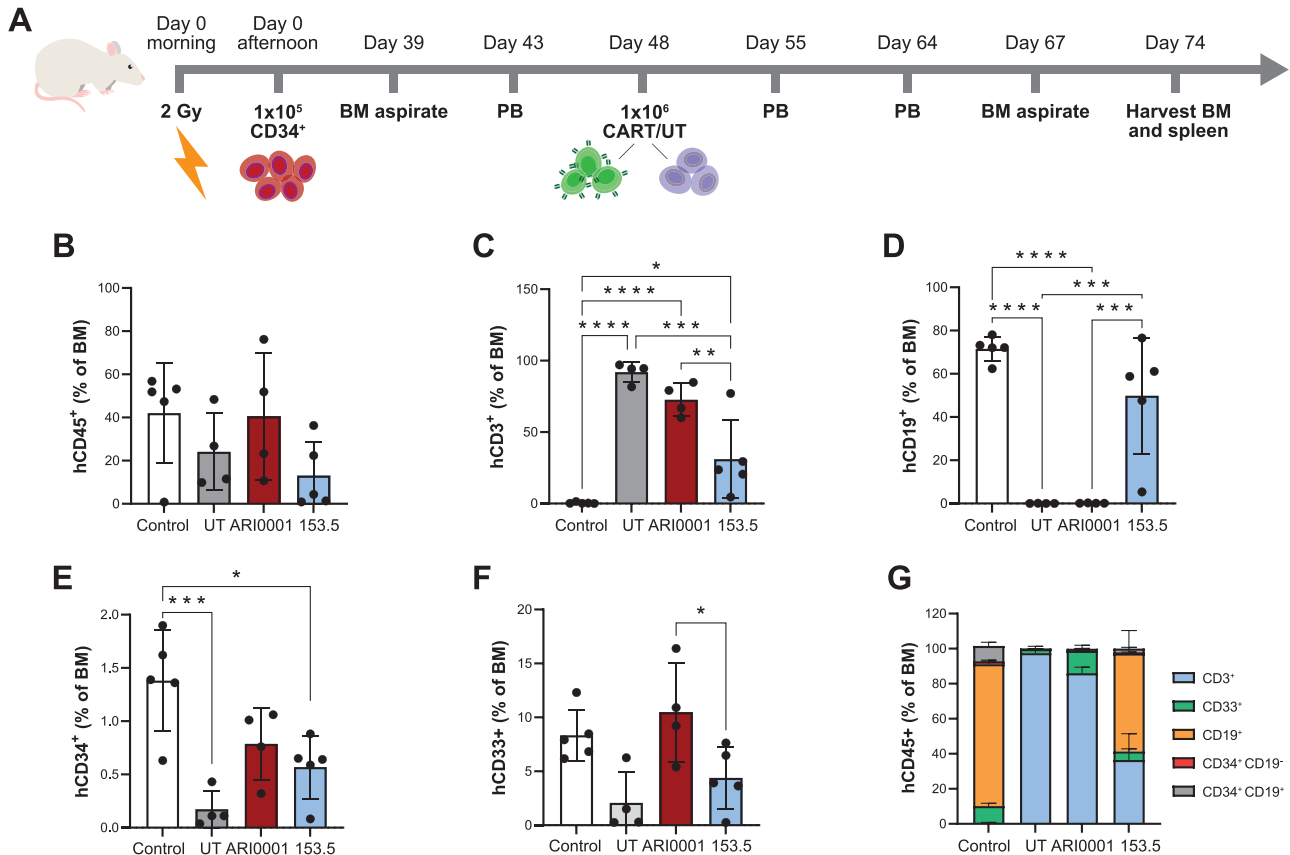 A
Day 0
morning
Day 0
afternoon
Day 39
Day 43
Day 48
Day 55
Day 64
Day 67
Day 74
2 Gy
1x10⁵
CD34⁺
BM aspirate
PB
1x10⁶
CART/UT
PB
PB
BM aspirate
Harvest BM
and spleen
B
hCD45⁺ (% of BM)
100
80
60
40
20
0
Control UT ARI0001 153.5
C
hCD3⁺ (% of BM)
150
100
50
0
*
****
**** ***
**
Control UT ARI0001 153.5
D
hCD19⁺ (% of BM)
100
80
60
40
20
0
****
***
**** ***
Control UT ARI0001 153.5
E
hCD34⁺ (% of BM)
2.0
1.5
1.0
0.5
0.0
*
***
Control UT ARI0001 153.5
F
hCD33+ (% of BM)
20
15
10
5
0
*
Control UT ARI0001 153.5
G
hCD45+ (% of BM)
120
100
80
60
40
20
0
Control UT ARI0001 153.5
CD3⁺
CD33⁺
CD19⁺
CD34⁺CD19⁻
CD34⁺CD19⁺